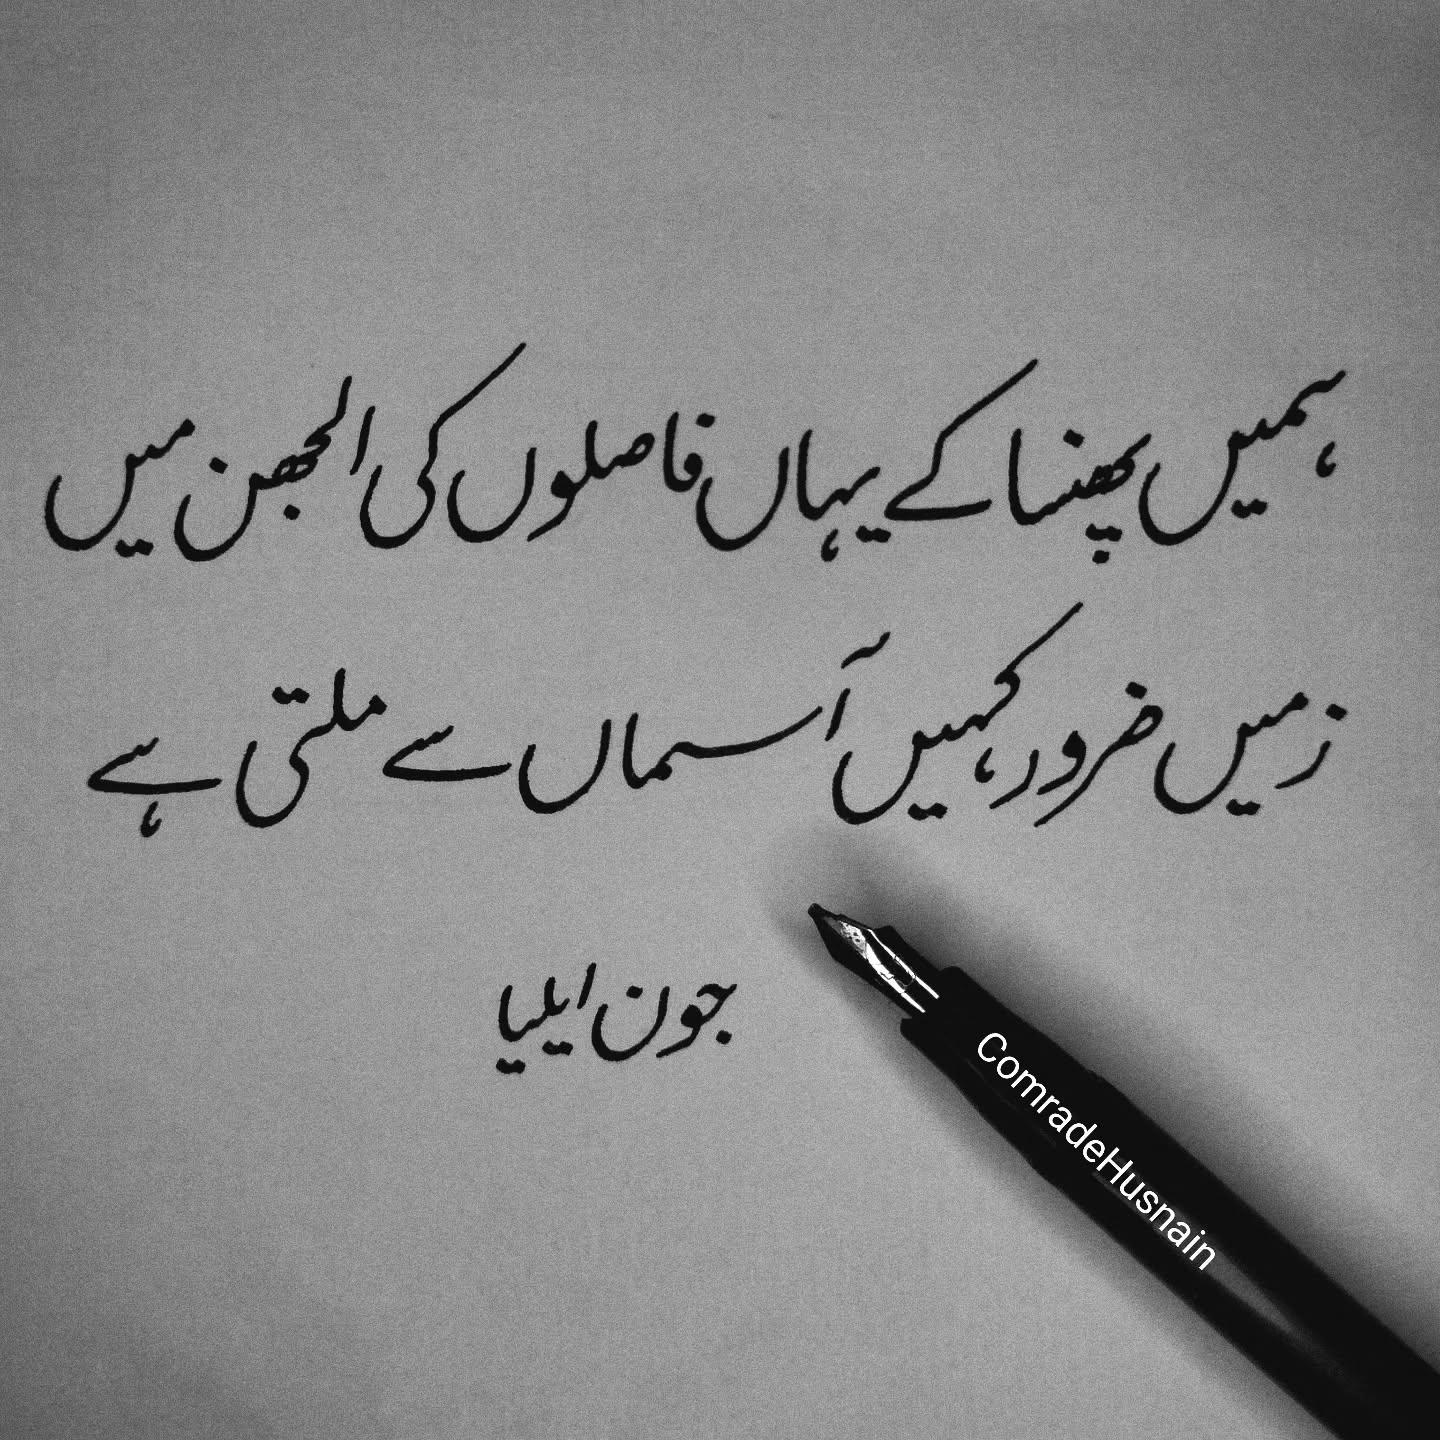 ہمیں پھنسا کے یہاں فاصلوں کی الجھن میں
زمیں ضرور کہیں آسماں سے ملتی ہے
جون ایلیا
ComradeHusnain